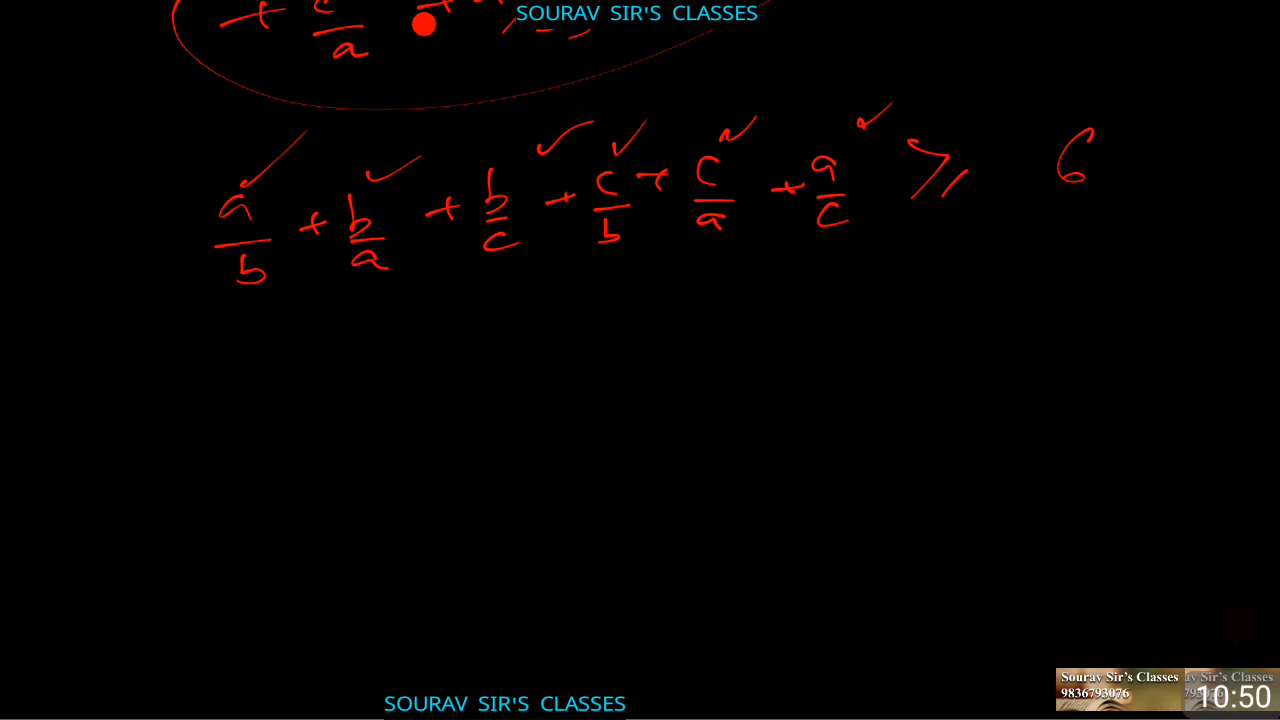 SOURAV SIR'S CLASSES
+ c/a +
a/b + b/a + b/c + c/b + c/a + a/c ≥ 6
Sourav Sir's Classes
9836793076
10:50
SOURAV SIR'S CLASSES